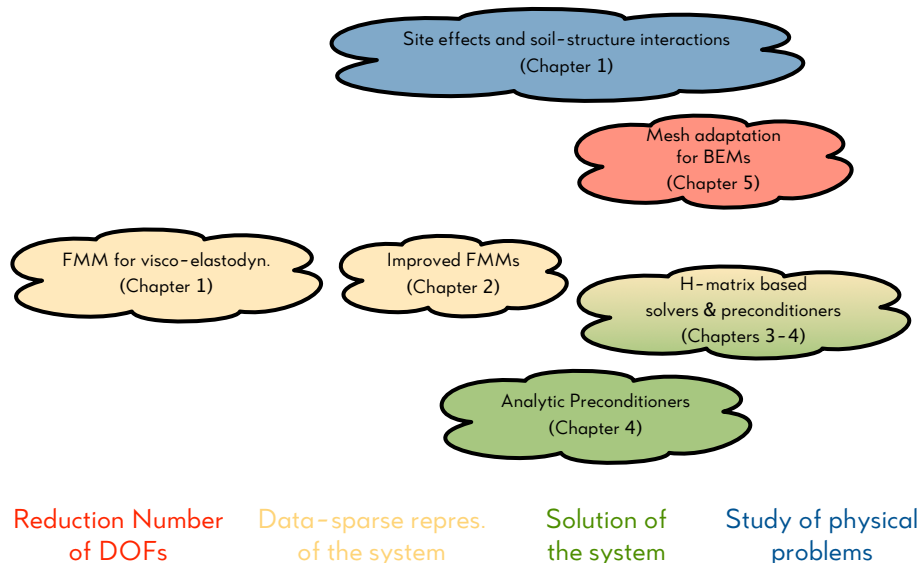 Site effects and soil-structure interactions
(Chapter 1)
Mesh adaptation
for BEMs
(Chapter 5)
FMM for visco-elastodyn.
(Chapter 1)
Improved FMMs
(Chapter 2)
H-matrix based
solvers & preconditioners
(Chapters 3-4)
Analytic Preconditioners
(Chapter 4)
Reduction Number
of DOFs
Data-sparse repres.
of the system
Solution of
the system
Study of physical
problems